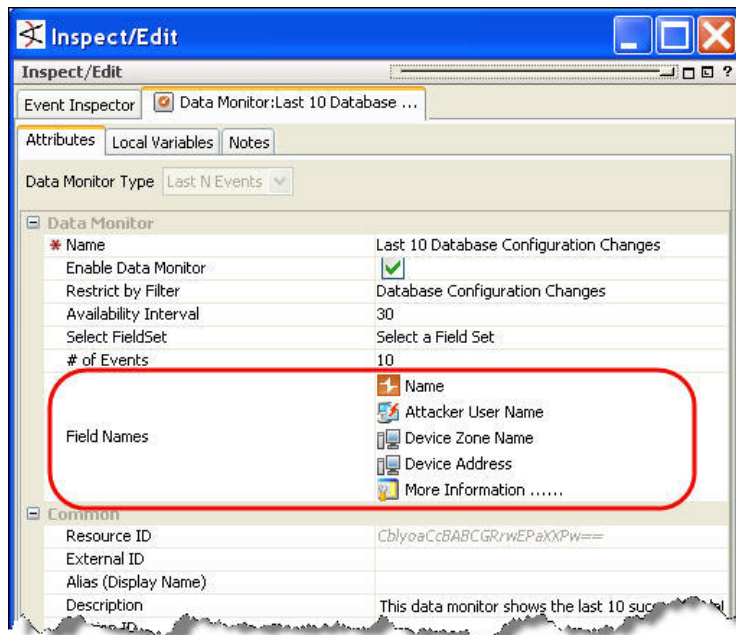 Inspect/Edit
Inspect/Edit ?
Event Inspector Data Monitor:Last 10 Database ...
Attributes Local Variables Notes
Data Monitor Type Last N Events
Data Monitor
* Name Last 10 Database Configuration Changes
Enable Data Monitor
Restrict by Filter Database Configuration Changes
Availability Interval 30
Select FieldSet Select a Field Set
# of Events 10
Field Names
Name
Attacker User Name
Device Zone Name
Device Address
More Information ......
Common
Resource ID
External ID
Alias (Display Name)
Description This data monitor shows the last 10
ID